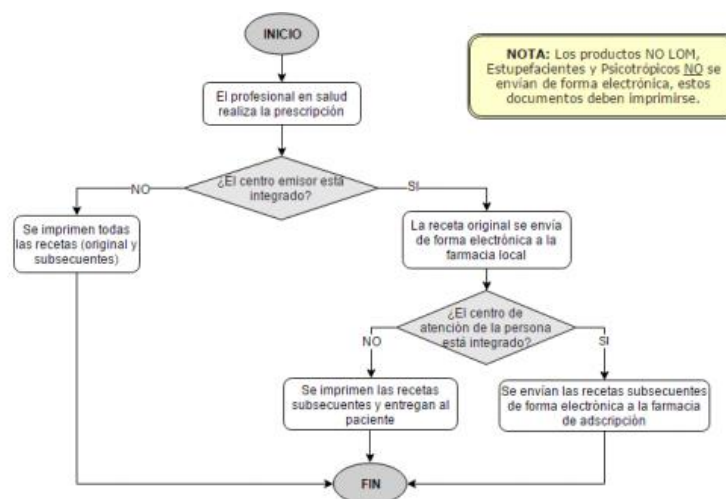 INICIO
NOTA: Los productos NO LOM,
Estupefacientes y Psicotrópicos NO se
envían de forma electrónica, estos
documentos deben imprimirse.
El profesional en salud
realiza la prescripción
¿El centro emisor está
integrado?
NO
SI
Se imprimen todas
las recetas (original y
subsecuentes)
La receta original se envía
de forma electrónica a la
farmacia local
¿El centro de
atención de la persona
está integrado?
NO
SI
Se imprimen las recetas
subsecuentes y entregan al
paciente
Se envían las recetas subsecuentes
de forma electrónica a la farmacia
de adscripción
FIN